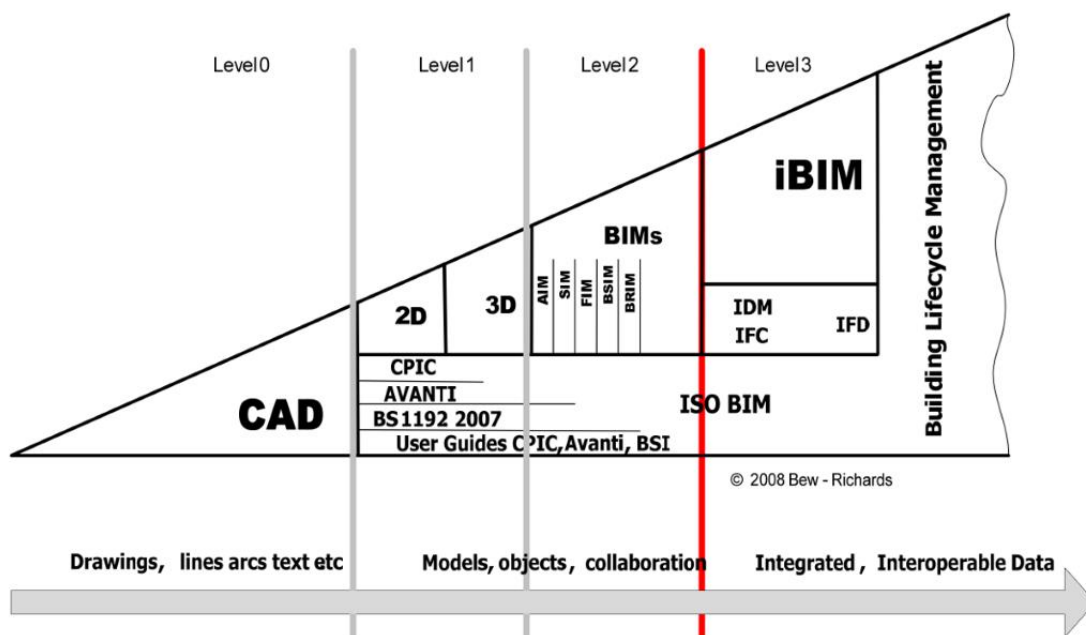 Level 0
Level 1
Level 2
Level 3
iBIM
BIMs
AIM
SIM
FIM
BSIM
BRIM
2D
3D
IDM
IFC
IFD
CPIC
AVANTI
BS1192 2007
User Guides CPIC, Avanti, BSI
CAD
ISO BIM
Building Lifecycle Management
© 2008 Bew - Richards
Drawings, lines arcs text etc
Models, objects, collaboration
Integrated, Interoperable Data